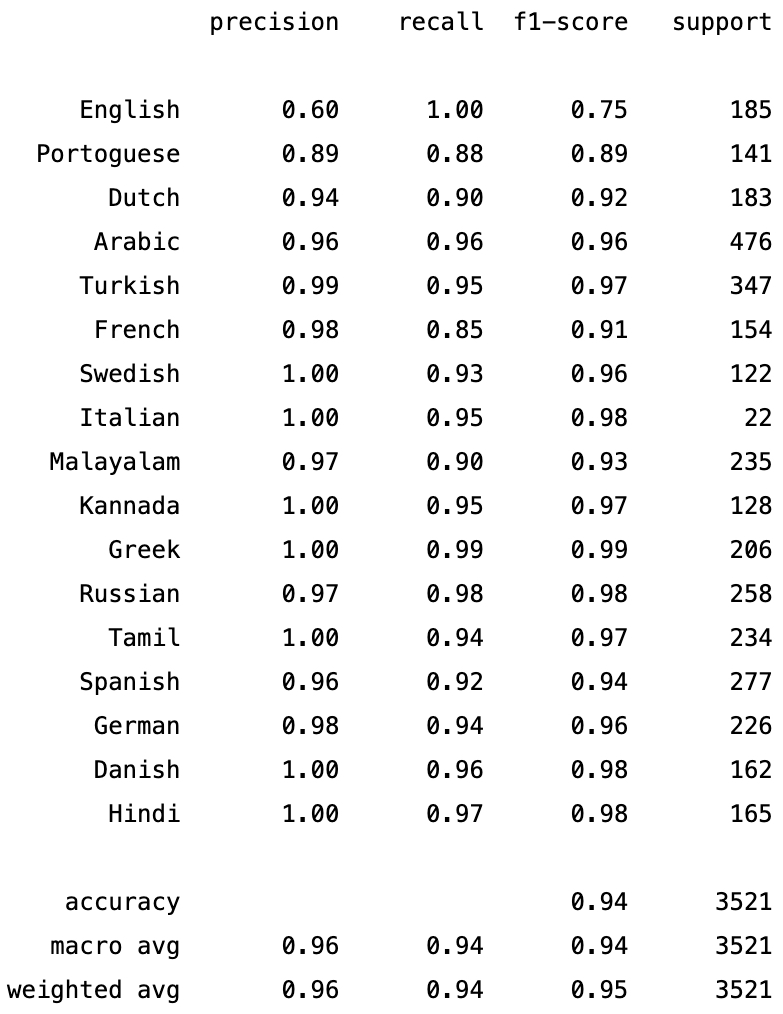 precision recall f1-score support
English 0.60 1.00 0.75 185
Portoguese 0.89 0.88 0.89 141
Dutch 0.94 0.90 0.92 183
Arabic 0.96 0.96 0.96 476
Turkish 0.99 0.95 0.97 347
French 0.98 0.85 0.91 154
Swedish 1.00 0.93 0.96 122
Italian 1.00 0.95 0.98 22
Malayalam 0.97 0.90 0.93 235
Kannada 1.00 0.95 0.97 128
Greek 1.00 0.99 0.99 206
Russian 0.97 0.98 0.98 258
Tamil 1.00 0.94 0.97 234
Spanish 0.96 0.92 0.94 277
German 0.98 0.94 0.96 226
Danish 1.00 0.96 0.98 162
Hindi 1.00 0.97 0.98 165
accuracy 0.94 3521
macro avg 0.96 0.94 0.94 3521
weighted avg 0.96 0.94 0.95 3521